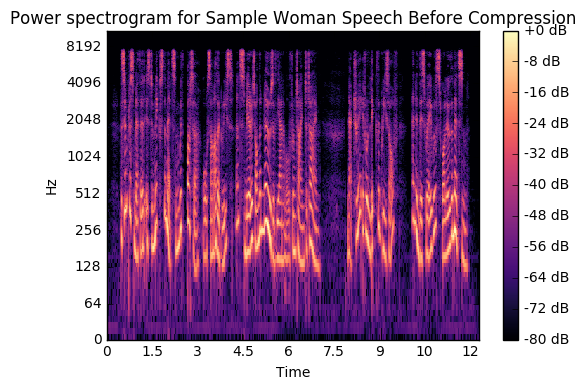 Power spectrogram for Sample Woman Speech Before Compression
8192
4096
2048
1024
512
256
128
64
0
Hz
0 1.5 3 4.5 6 7.5 9 10 12
Time
+0 dB
-8 dB
-16 dB
-24 dB
-32 dB
-40 dB
-48 dB
-56 dB
-64 dB
-72 dB
-80 dB